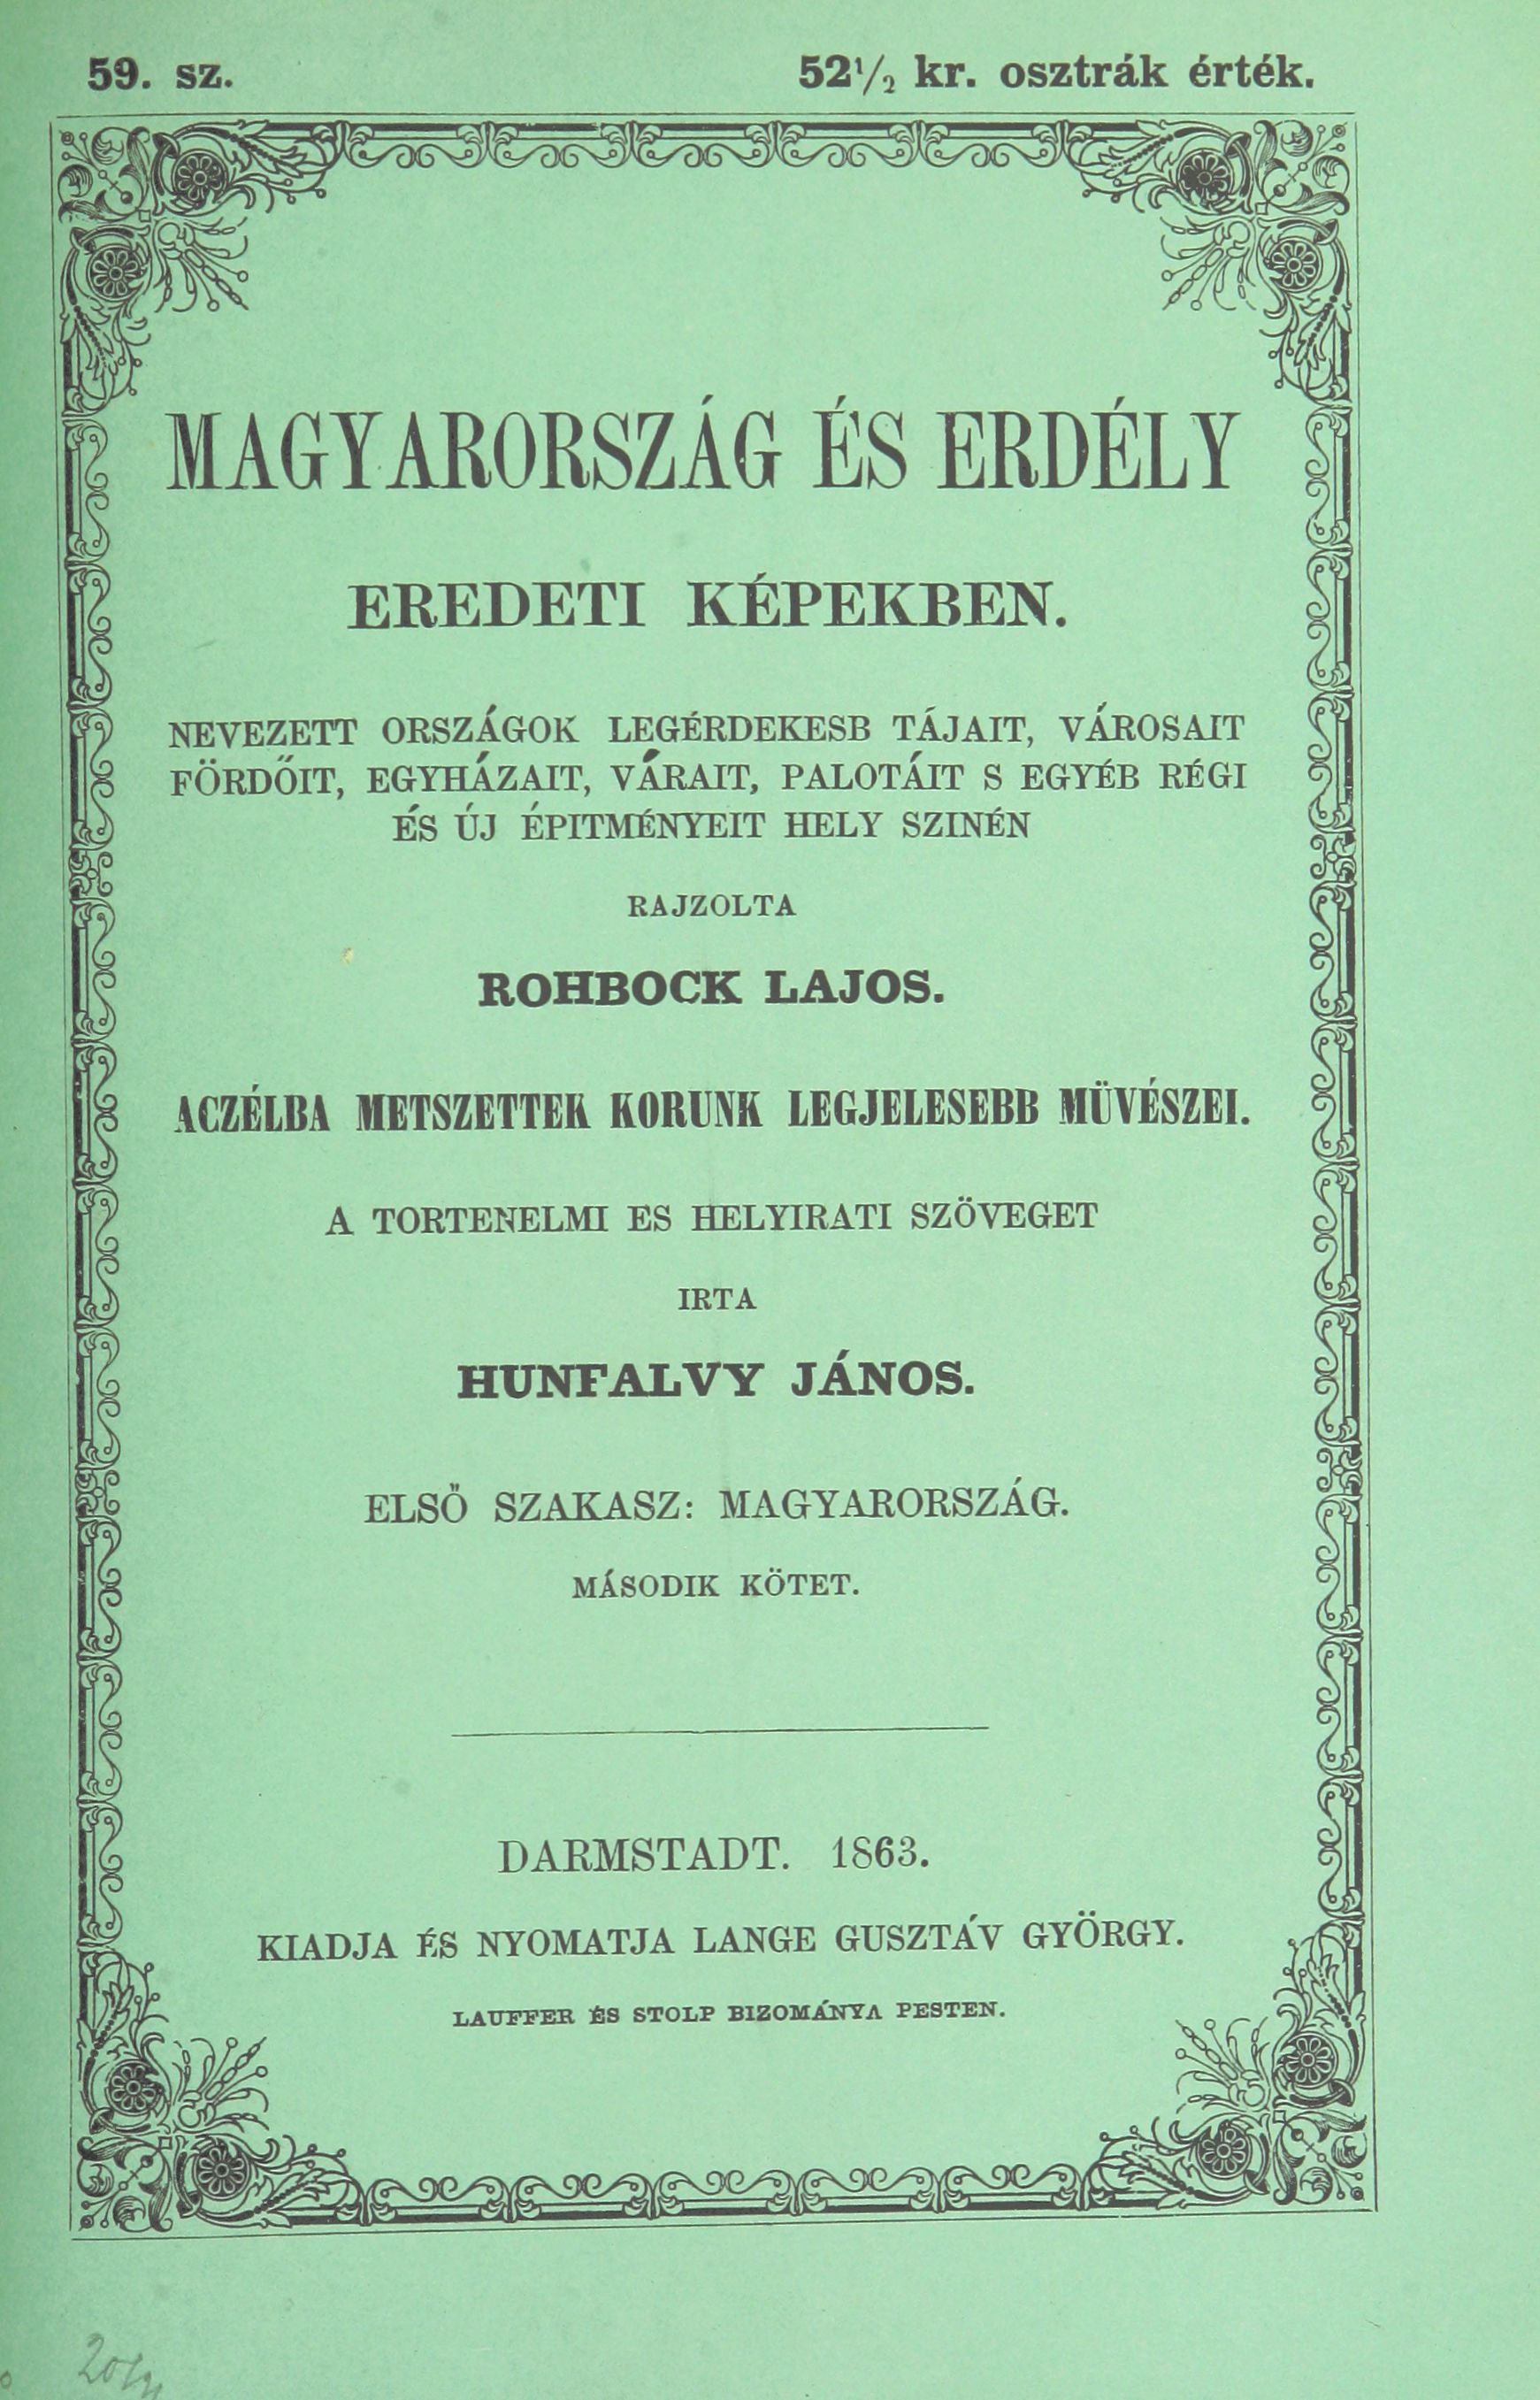 59. sz.
52½ kr. osztrák érték.
MAGYARORSZÁG ÉS ERDÉLY
EREDETI KÉPEKBEN.
NEVEZETT ORSZÁGOK LEGÉRDEKESB TÁJAIT, VÁROSAIT
FÖRDŐIT, EGYHÁZAIT, VÁRAIT, PALOTÁIT S EGYÉB RÉGI
ÉS ÚJ ÉPITMÉNYEIT HELY SZINÉN
RAJZOLTA
ROHBOCK LAJOS.
ACZÉLBA METSZETTEK KORUNK LEGJELESEBB MÜVÉSZEI.
A TORTENELMI ES HELYIRATI SZÖVEGET
IRTA
HUNFALVY JÁNOS.
ELSŐ SZAKASZ: MAGYARORSZÁG.
MÁSODIK KÖTET.
DARMSTADT. 1863.
KIADJA ÉS NYOMATJA LANGE GUSZTÁV GYÖRGY.
LAUFFER ÉS STOLP BIZOMÁNYA PESTEN.